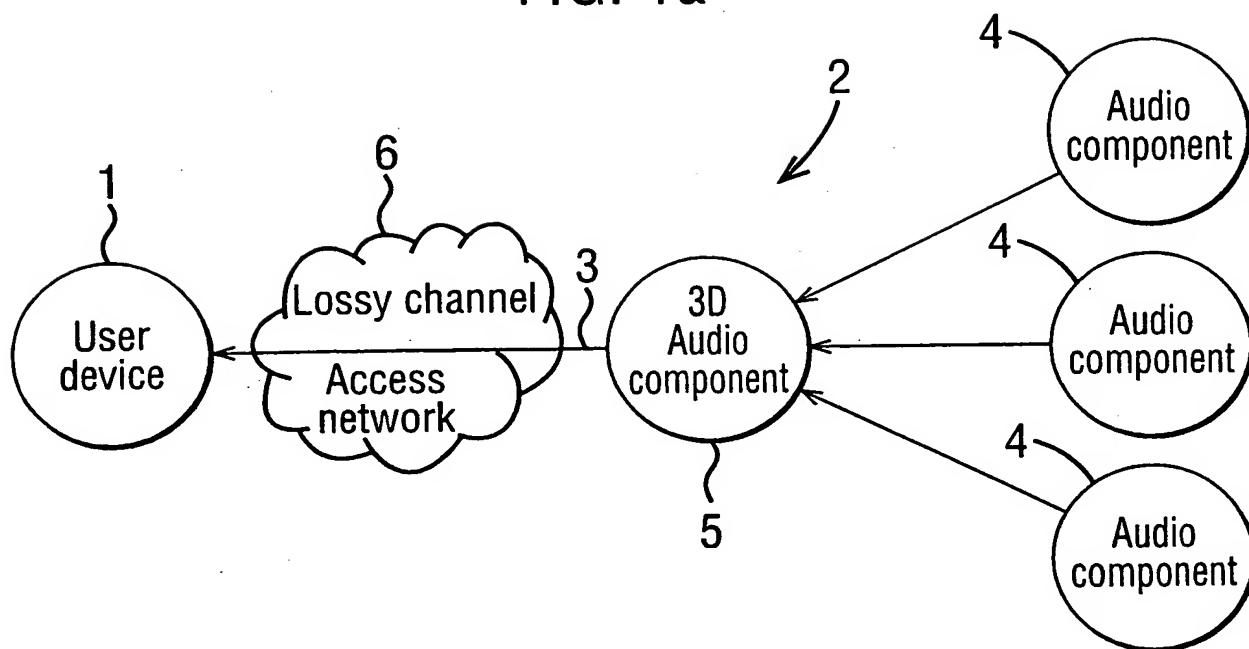 4
2
Audio
component
6
1
4
Lossy channel
3
3D
Audio
component
Audio
component
User
device
Access
network
4
5
Audio
component